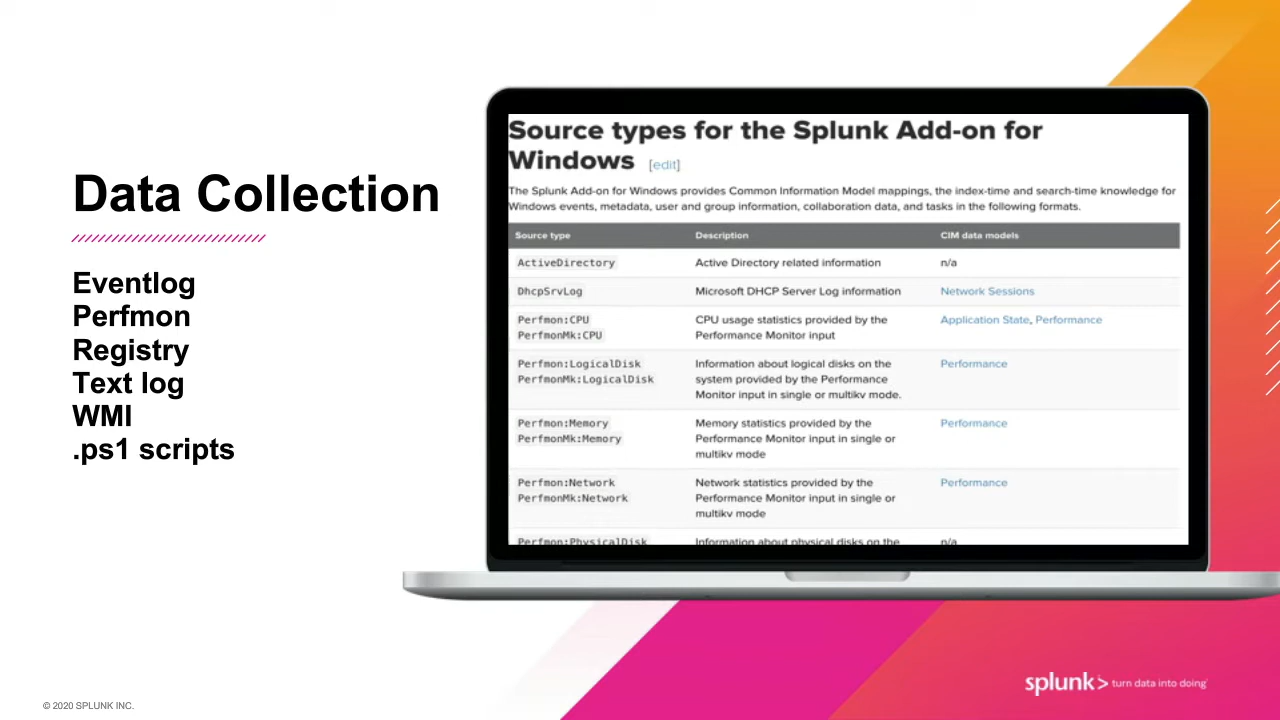 Data Collection
Eventlog
Perfmon
Registry
Text log
WMI
.ps1 scripts
Source types for the Splunk Add-on for
Windows [edit]
The Splunk Add-on for Windows provides Common Information Model mappings, the index-time and search-time knowledge for
Windows events, metadata, user and group information, collaboration data, and tasks in the following formats.
Source type Description CIM data models
ActiveDirectory Active Directory related information n/a
DhcpSrvLog Microsoft DHCP Server Log information Network Sessions
Perfmon:CPU CPU usage statistics provided by the Application State, Performance
PerfmonMk:CPU Performance Monitor input
Perfmon:LogicalDisk Information about logical disks on the Performance
PerfmonMk:LogicalDisk system provided by the Performance
Monitor input in single or multikv mode.
Perfmon:Memory Memory statistics provided by the Performance
PerfmonMk:Memory Performance Monitor input in single or
multikv mode
Perfmon:Network Network statistics provided by the Performance
PerfmonMk:Network Performance Monitor input in single or
multikv mode
Perfmon:PhysicalDisk Information about physical disks on the n/a
splunk> turn data into doing
© 2020 SPLUNK INC.